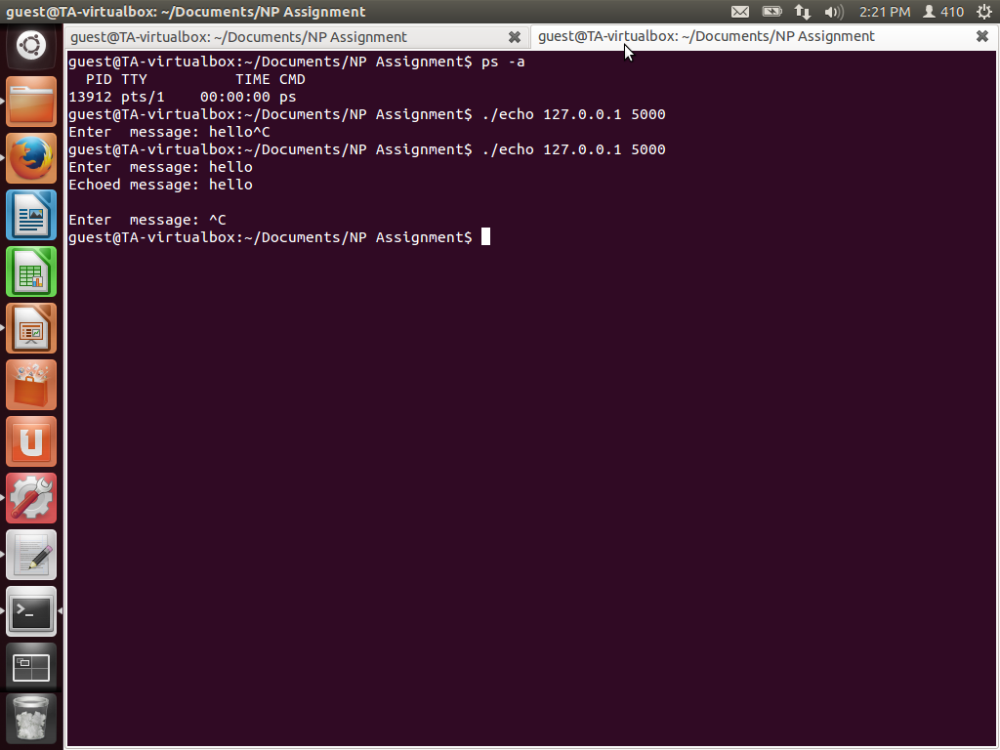 guest@TA-virtualbox: ~/Documents/NP Assignment
2:21 PM
410
guest@TA-virtualbox: ~/Documents/NP Assignment
guest@TA-virtualbox: ~/Documents/NP Assignment
guest@TA-virtualbox:~/Documents/NP Assignment$ ps -a
  PID TTY          TIME CMD
13912 pts/1    00:00:00 ps
guest@TA-virtualbox:~/Documents/NP Assignment$ ./echo 127.0.0.1 5000
Enter  message: hello^C
guest@TA-virtualbox:~/Documents/NP Assignment$ ./echo 127.0.0.1 5000
Enter  message: hello
Echoed message: hello
Enter  message: ^C
guest@TA-virtualbox:~/Documents/NP Assignment$